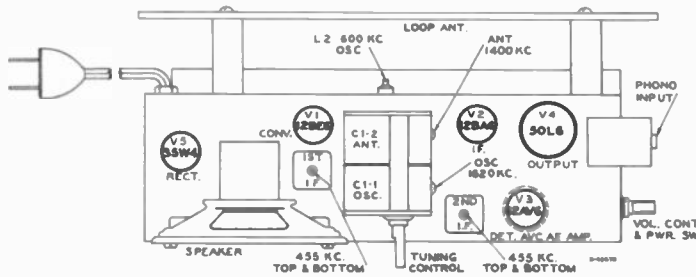 LOOP ANT.
L2 600 KC
OSC
ANT
1400 KC
PHONO
INPUT
V1
12BE6
CONV.
C1-2
ANT.
V2
12BA6
I.F.
V4
50L6
OUTPUT
V5
35W4
RECT.
1ST
I.F.
C1-1
OSC.
OSC
1620 KC.
2ND
I.F.
V3
12AV6
DET. AVC AF AMP.
VOL. CONT
& PWR. SW
SPEAKER
455 KC.
TOP & BOTTOM
TUNING
CONTROL
455 KC.
TOP & BOTTOM